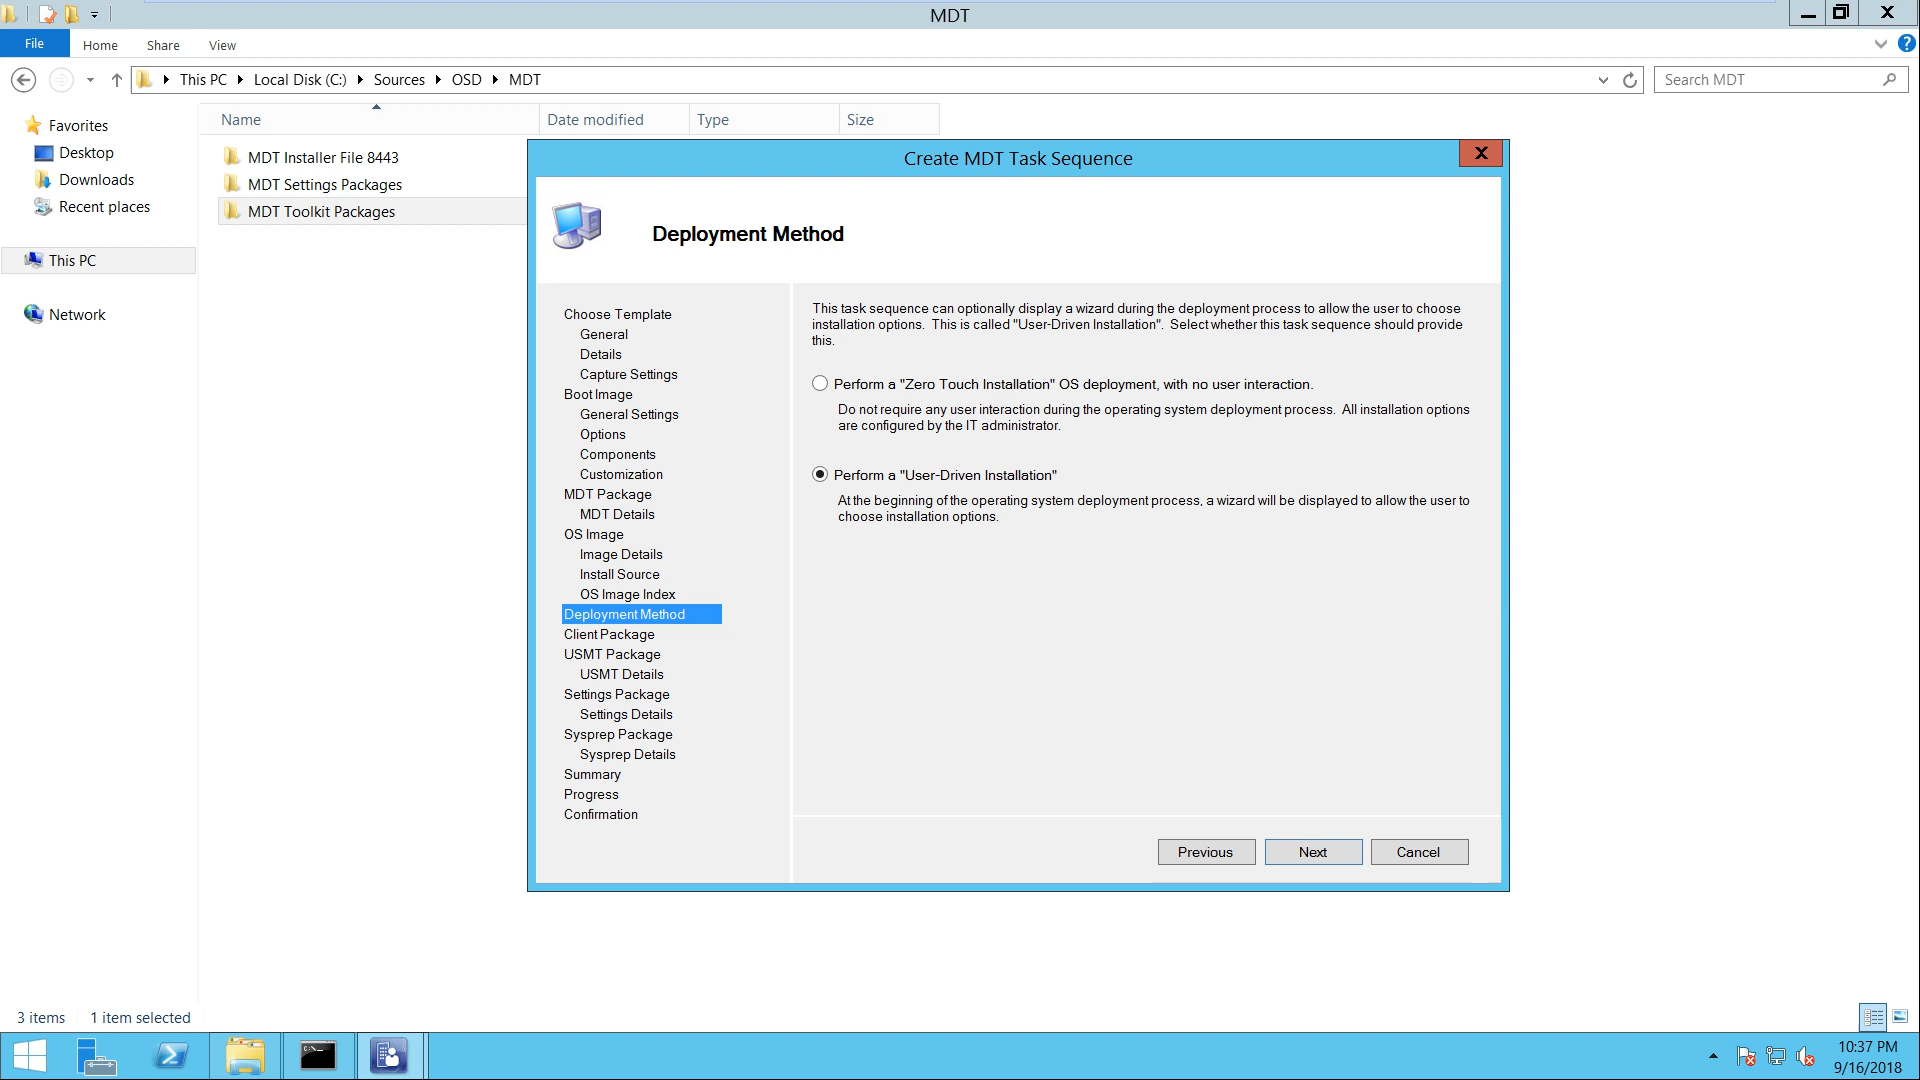 MDT
File
Home
Share
View
This PC
Local Disk (C:)
Sources
OSD
MDT
Search MDT
Favorites
Desktop
Downloads
Recent places
This PC
Network
Name
Date modified
Type
Size
MDT Installer File 8443
MDT Settings Packages
MDT Toolkit Packages
Create MDT Task Sequence
X
Deployment Method
Choose Template
General
Details
Capture Settings
Boot Image
General Settings
Options
Components
Customization
MDT Package
MDT Details
OS Image
Image Details
Install Source
OS Image Index
Deployment Method
Client Package
USMT Package
USMT Details
Settings Package
Settings Details
Sysprep Package
Sysprep Details
Summary
Progress
Confirmation
This task sequence can optionally display a wizard during the deployment process to allow the user to choose
installation options.  This is called "User-Driven Installation".  Select whether this task sequence should provide
this.
Perform a "Zero Touch Installation" OS deployment, with no user interaction.
Do not require any user interaction during the operating system deployment process.  All installation options
are configured by the IT administrator.
Perform a "User-Driven Installation"
At the beginning of the operating system deployment process, a wizard will be displayed to allow the user to
choose installation options.
Previous
Next
Cancel
3 items
1 item selected
10:37 PM
9/16/2018